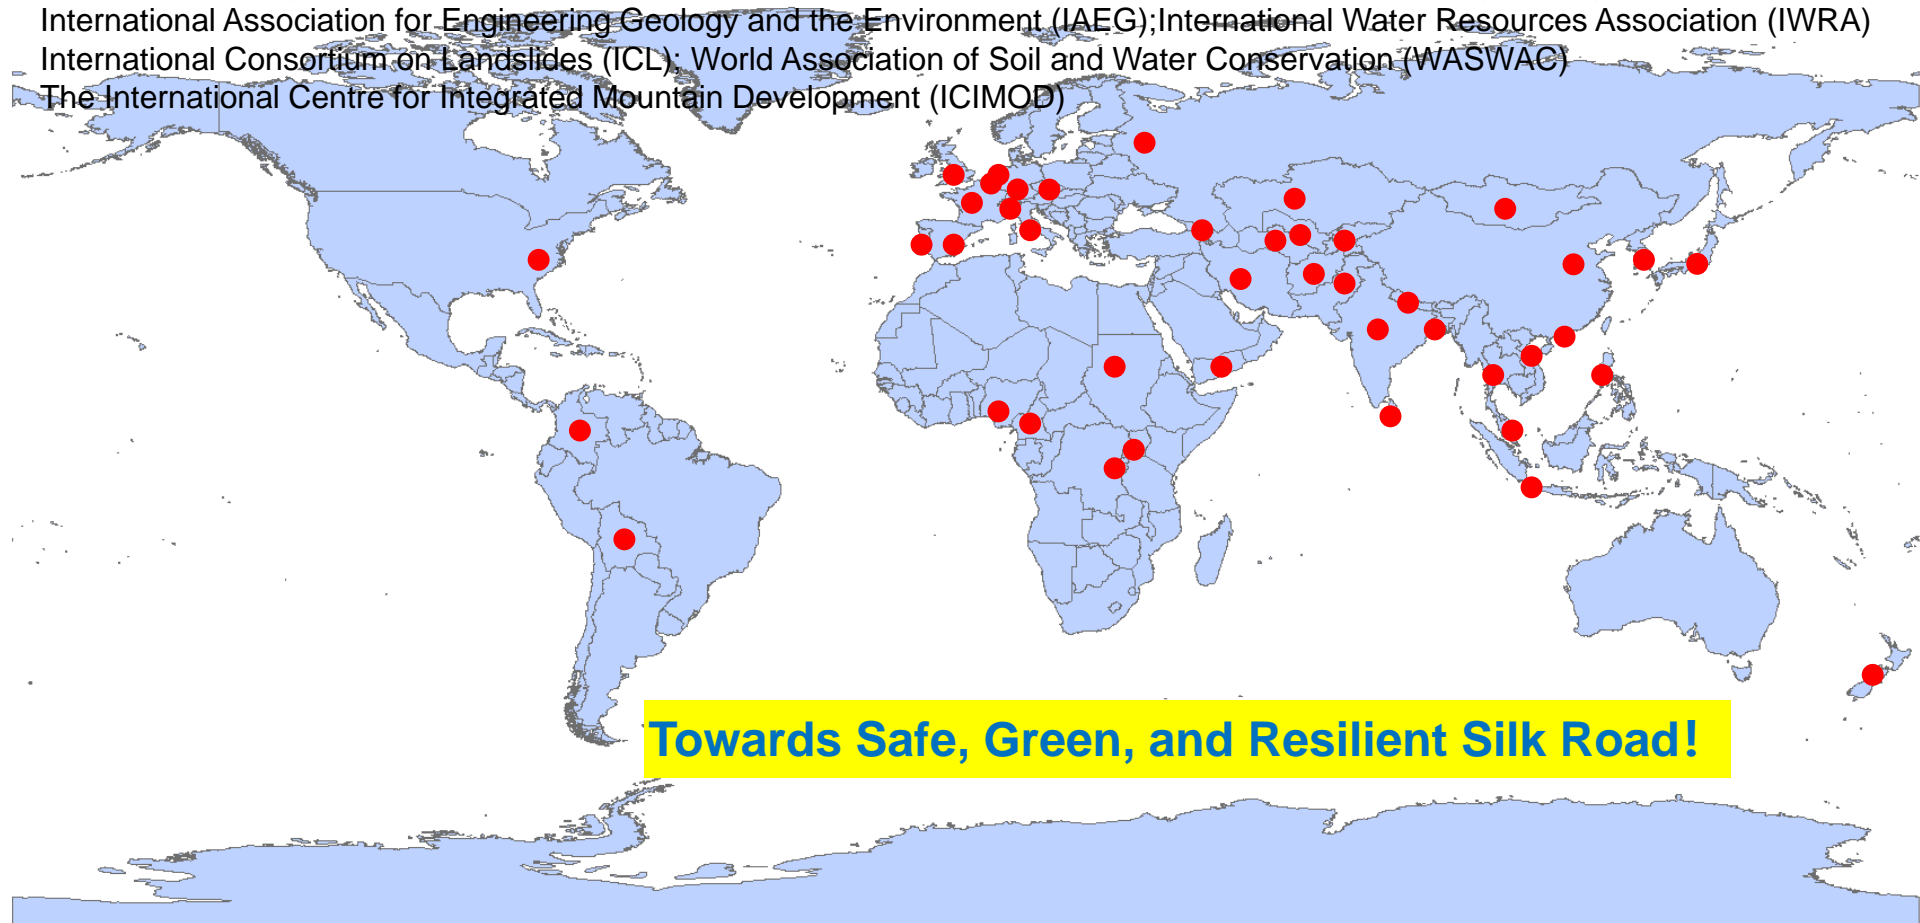 International Association for Engineering Geology and the Environment (IAEG);International Water Resources Association (IWRA)
International Consortium on Landslides (ICL); World Association of Soil and Water Conservation (WASWAC)
The International Centre for Integrated Mountain Development (ICIMOD)
Towards Safe, Green, and Resilient Silk Road!